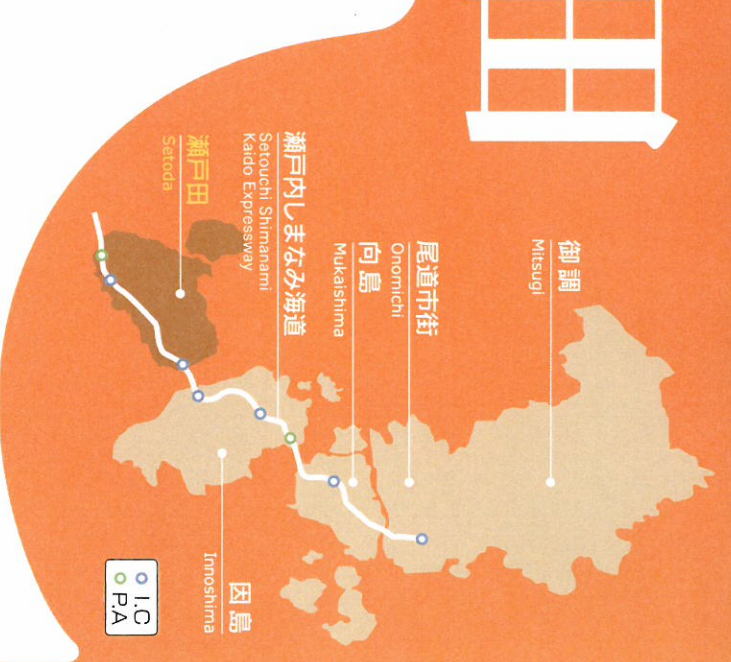 御調
Mitsugi
尾道市街
Onomichi
向島
Mukaishima
瀬戸内しまなみ海道
Setouchi Shimanami
Kaido Expressway
瀬戸田
Setoda
因島
Innoshima
I.C
P.A